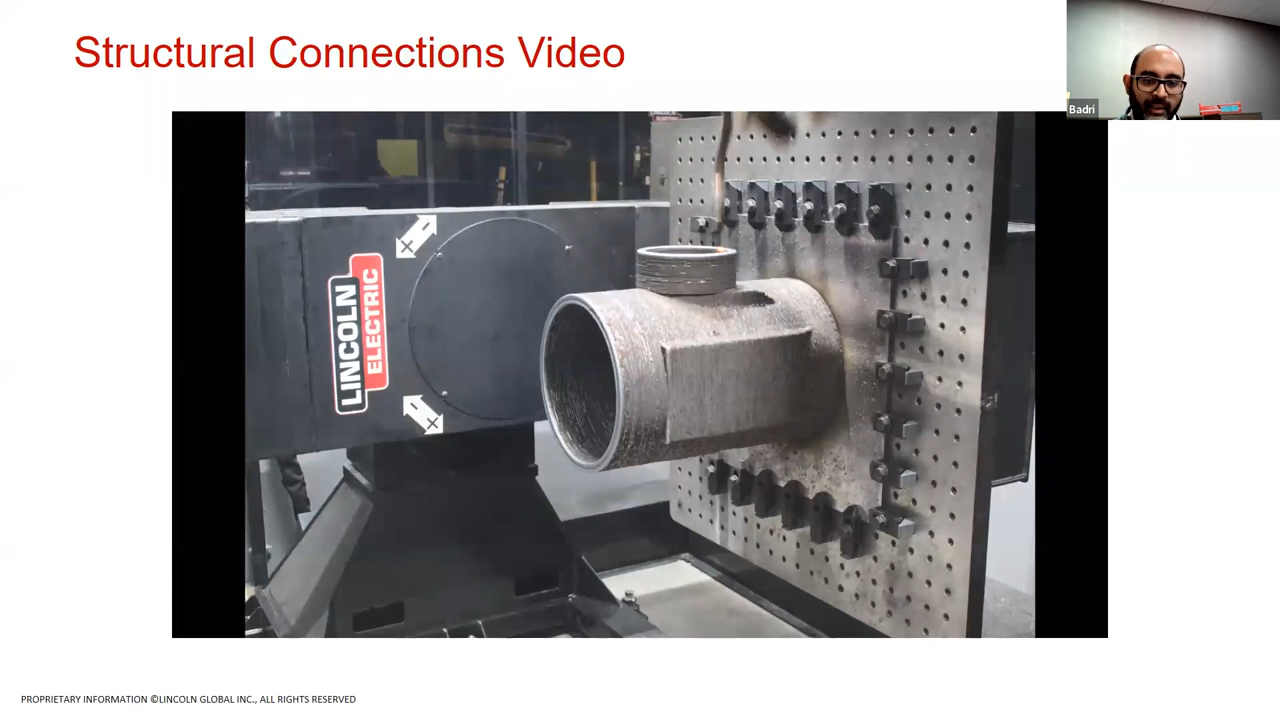 Structural Connections Video
Badri
LINCOLN
ELECTRIC
PROPRIETARY INFORMATION ©LINCOLN GLOBAL INC., ALL RIGHTS RESERVED